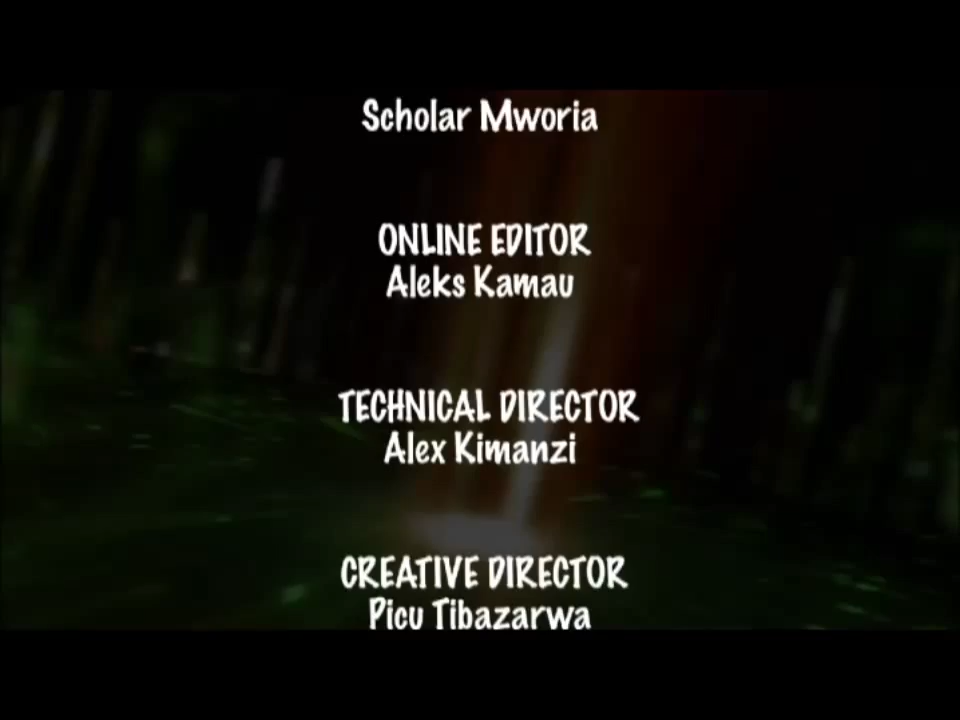 Scholar Mworia
ONLINE EDITOR
Aleks Kamau
TECHNICAL DIRECTOR
Alex Kimanzi
CREATIVE DIRECTOR
Picu Tibazarwa